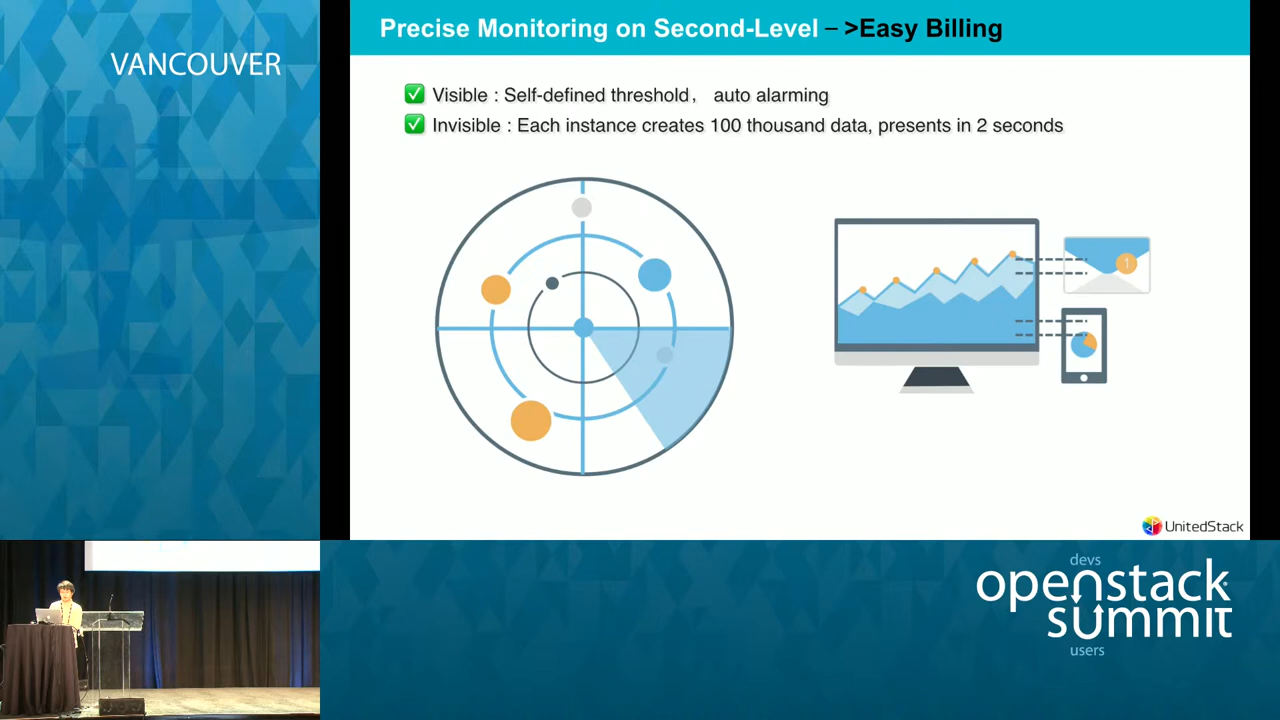 VANCOUVER
Precise Monitoring on Second-Level – >Easy Billing
✅ Visible : Self-defined threshold， auto alarming
✅ Invisible : Each instance creates 100 thousand data, presents in 2 seconds
1
UnitedStack
devs
openstack
summit
users